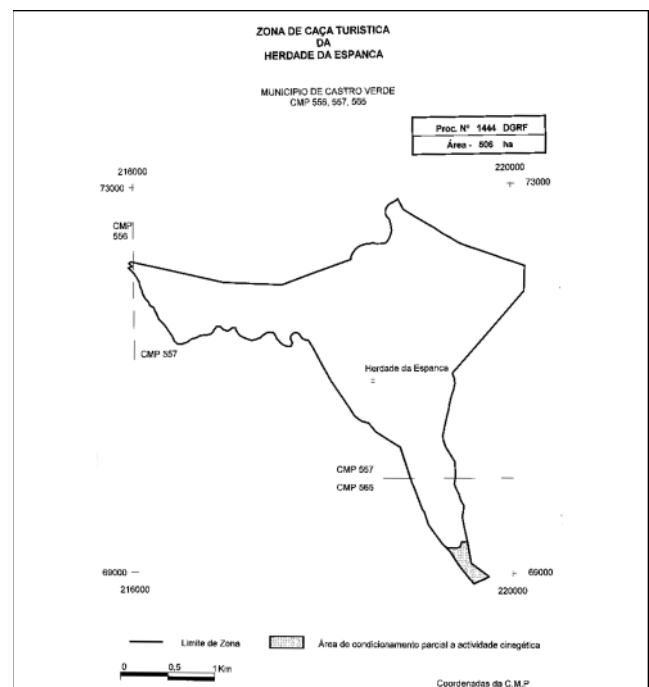 ZONA DE CAÇA TURISTICA
DA
HERDADE DA ESPANCA
MUNICIPIO DE CASTRO VERDE
CMP 556, 557, 565
Proc. Nº 1444 DGRF
Área - 506 ha
216000
220000
73000
73000
CMP
556
CMP 557
Herdade da Espanca
CMP 557
CMP 565
69000
69000
216000
220000
Limite de Zona
Área de condicionamento parcial a actividade cinegética
0 0,5 1Km
Coordenadas da C.M.P